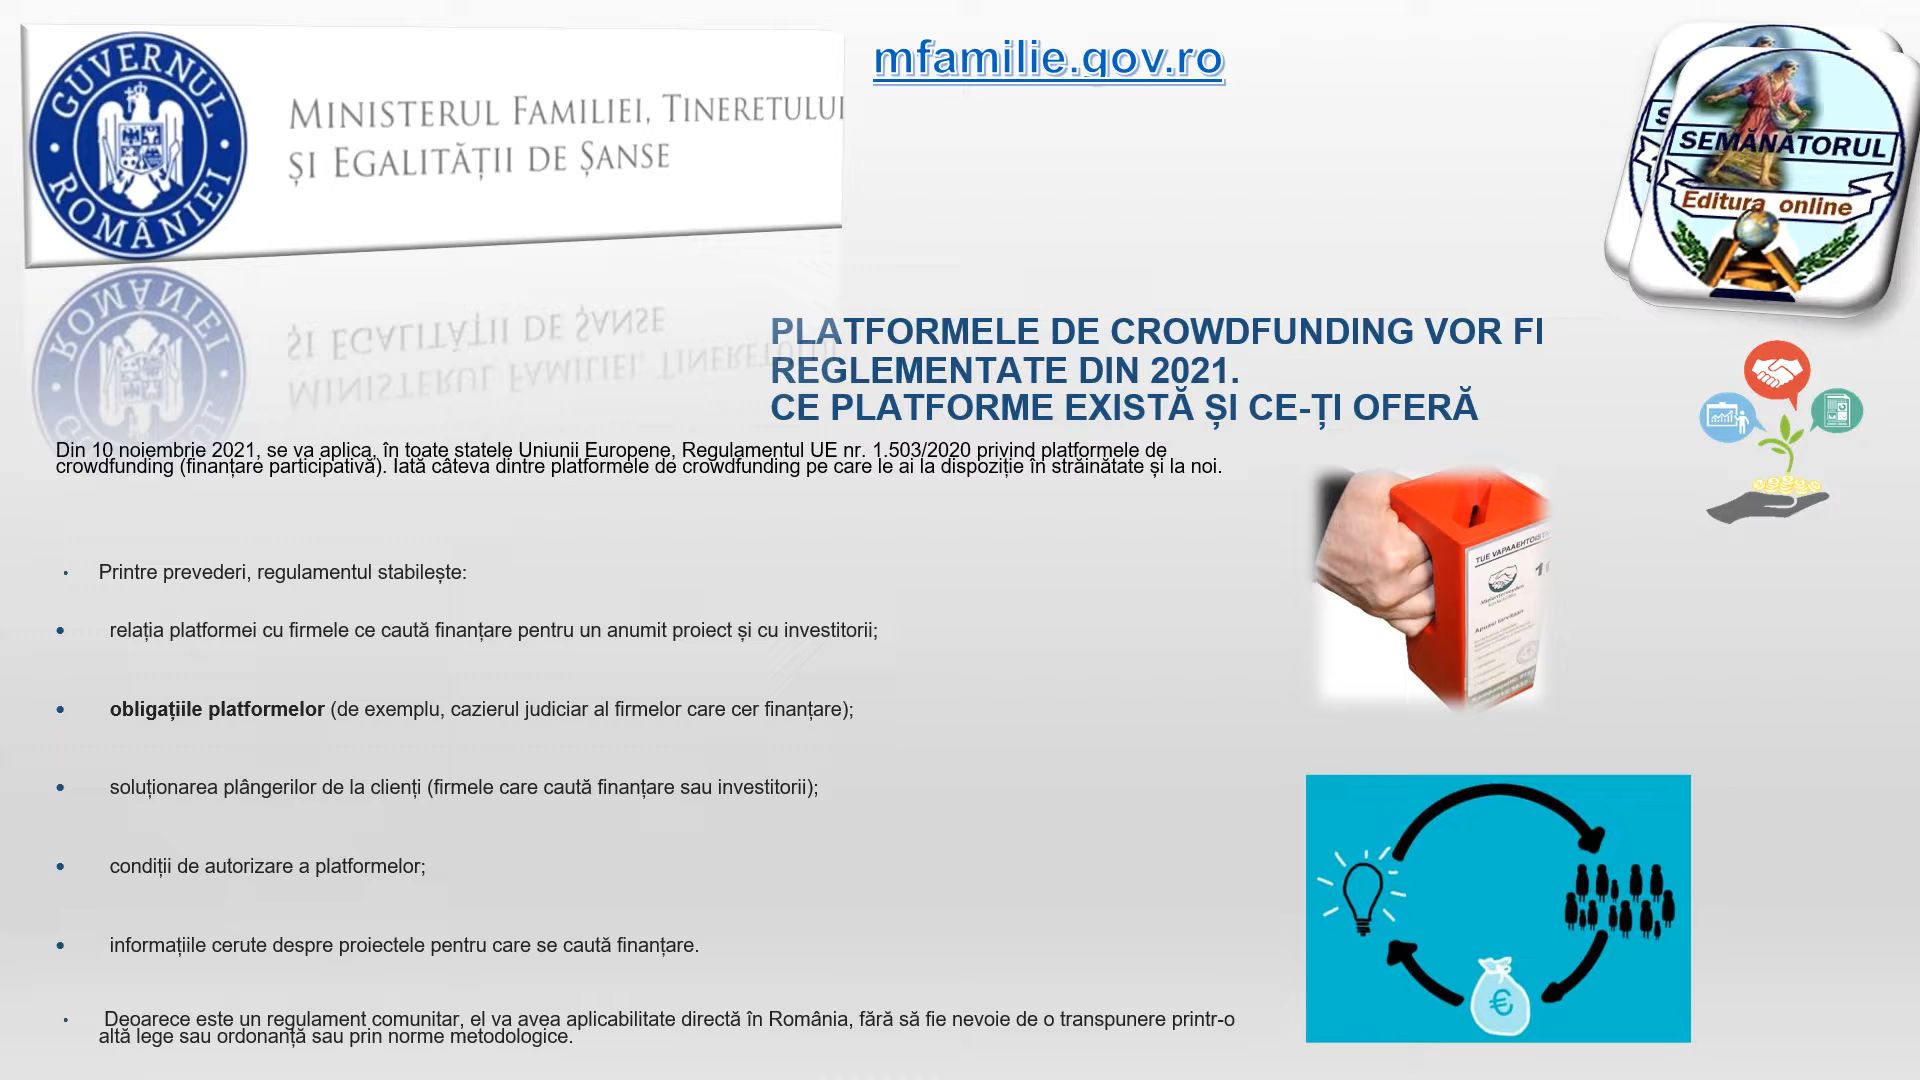 GUVERNUL ROMÂNIEI
MINISTERUL FAMILIEI, TINERETULUI
ȘI EGALITĂȚII DE ȘANSE
mfamilie.gov.ro
SEMĂNĂTORUL
Editura online
PLATFORMELE DE CROWDFUNDING VOR FI
REGLEMENTATE DIN 2021.
CE PLATFORME EXISTĂ ȘI CE-ȚI OFERĂ
Din 10 noiembrie 2021, se va aplica, în toate statele Uniunii Europene, Regulamentul UE nr. 1.503/2020 privind platformele de
crowdfunding (finanțare participativă). Iată câteva dintre platformele de crowdfunding pe care le ai la dispoziție în străinătate și la noi.
• Printre prevederi, regulamentul stabilește:
• relația platformei cu firmele ce caută finanțare pentru un anumit proiect și cu investitorii;
• obligațiile platformelor (de exemplu, cazierul judiciar al firmelor care cer finanțare);
• soluționarea plângerilor de la clienți (firmele care caută finanțare sau investitorii);
• condiții de autorizare a platformelor;
• informațiile cerute despre proiectele pentru care se caută finanțare.
• Deoarece este un regulament comunitar, el va avea aplicabilitate directă în România, fără să fie nevoie de o transpunere printr-o
altă lege sau ordonanță sau prin norme metodologice.
TUE VAPAAEHTOIST
€